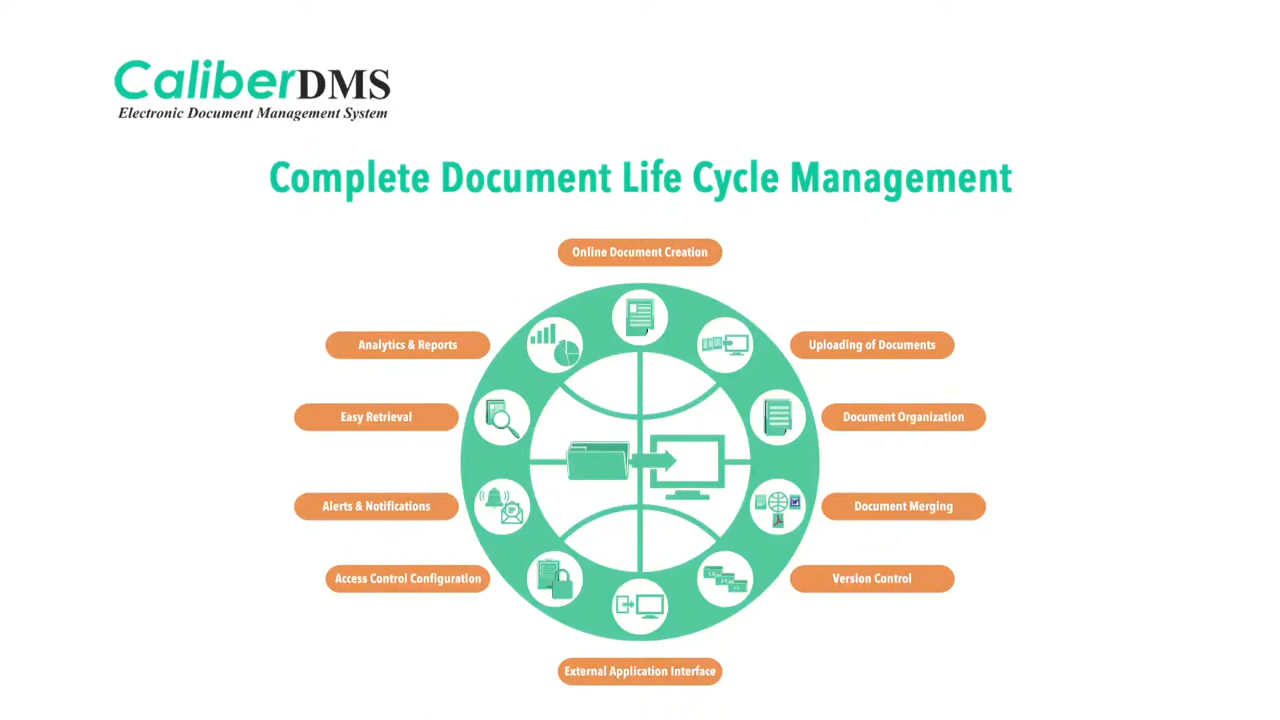 CaliberDMS
Electronic Document Management System
Complete Document Life Cycle Management
Online Document Creation
Analytics & Reports
Uploading of Documents
Easy Retrieval
Document Organization
Alerts & Notifications
Document Merging
Access Control Configuration
Version Control
External Application Interface